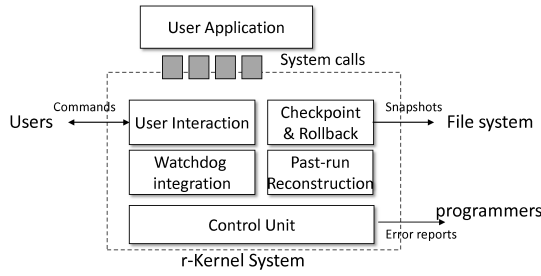 User Application
System calls
Commands
Users
User Interaction
Checkpoint
& Rollback
Snapshots
File system
Watchdog
integration
Past-run
Reconstruction
Control Unit
programmers
Error reports
r-Kernel System